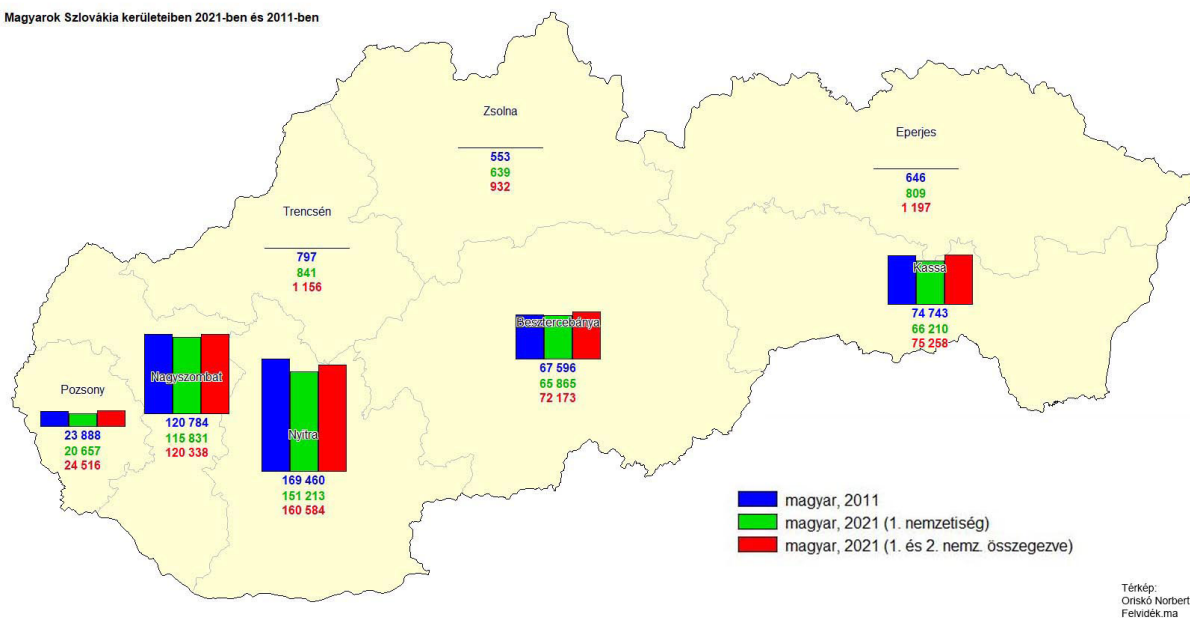 Magyarok Szlovákia kerületeiben 2021-ben és 2011-ben
Zsolna
553
639
932
Eperjes
646
809
1 197
Trencsén
797
841
1 156
Kassa
74 743
66 210
75 258
Besztercebánya
67 596
65 865
72 173
Nagyszombat
120 784
115 831
120 338
Pozsony
23 888
20 657
24 516
Nyitra
169 460
151 213
160 584
magyar, 2011
magyar, 2021 (1. nemzetiség)
magyar, 2021 (1. és 2. nemz. összegezve)
Térkép:
Oriskó Norbert
Felvidék.ma